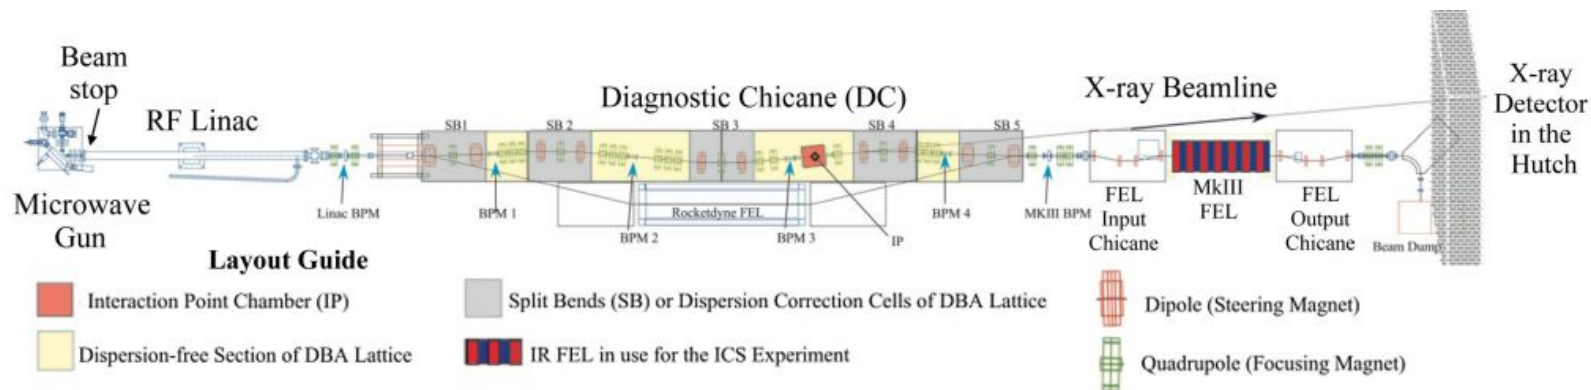 Beam
stop
RF Linac
Diagnostic Chicane (DC)
X-ray Beamline
X-ray
Detector
in the
Hutch
SB1
SB 2
SB 3
SB 4
SB 5
Microwave
Gun
Linac BPM
BPM 1
BPM 2
Rocketdyne FEL
BPM 3
IP
BPM 4
MKIII BPM
FEL
Input
Chicane
MkIII
FEL
FEL
Output
Chicane
Beam Dump
Layout Guide
Interaction Point Chamber (IP)
Split Bends (SB) or Dispersion Correction Cells of DBA Lattice
Dipole (Steering Magnet)
Dispersion-free Section of DBA Lattice
IR FEL in use for the ICS Experiment
Quadrupole (Focusing Magnet)